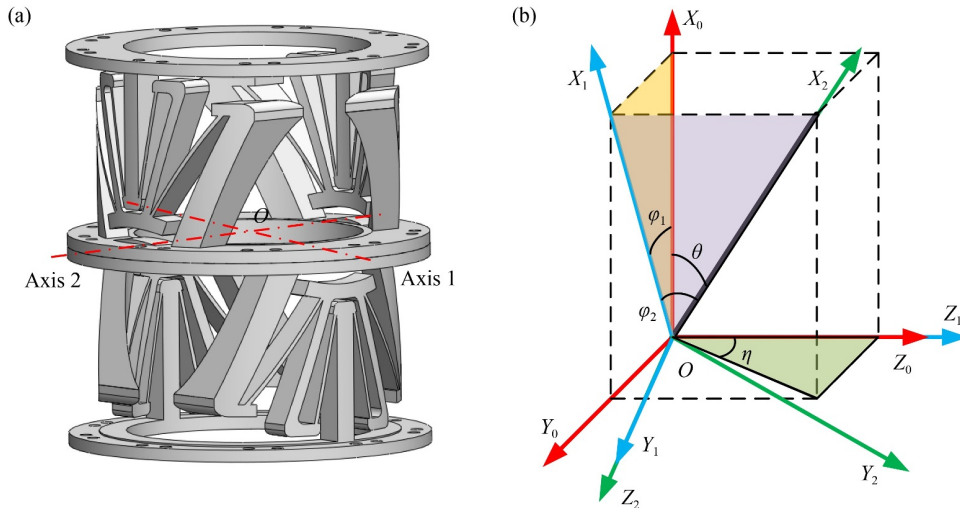 (a)
O
Axis 2
Axis 1
(b)
X₀
X₁
X₂
φ₁
θ
φ₂
Z₁
η
Z₀
O
Y₀
Y₁
Y₂
Z₂